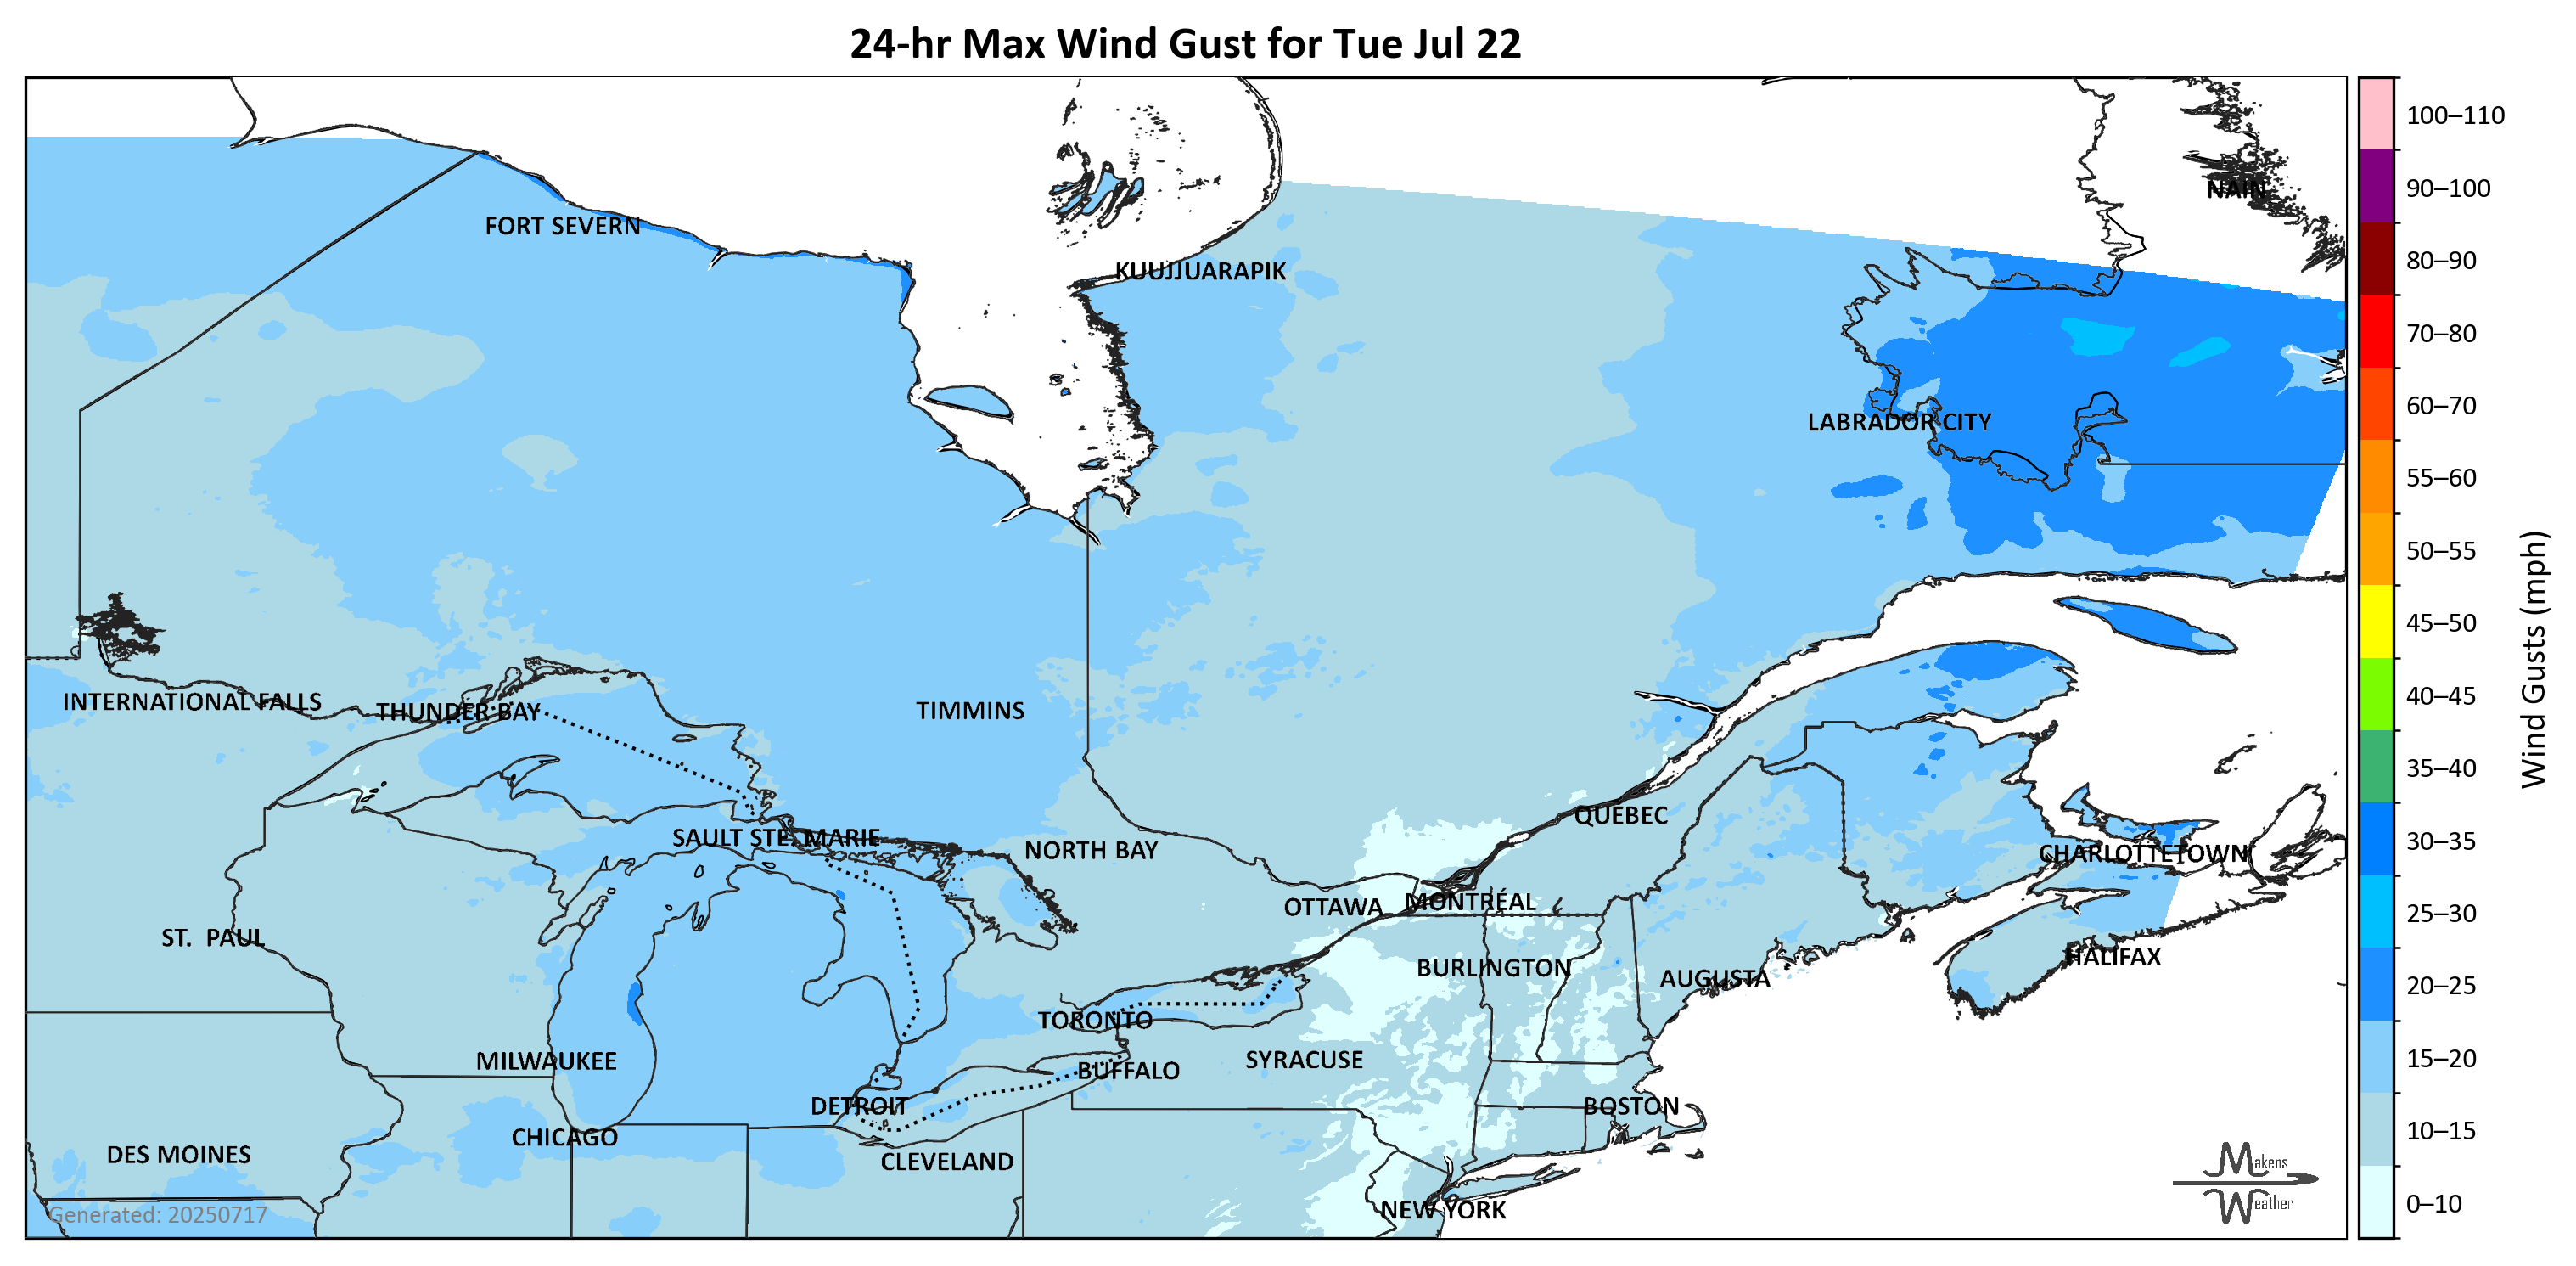 24-hr Max Wind Gust for Tue Jul 22
NAIN
FORT SEVERN
KUUJJUARAPIK
LABRADOR CITY
INTERNATIONAL FALLS
THUNDER BAY
TIMMINS
QUEBEC
SAULT STE. MARIE
NORTH BAY
CHARLOTTETOWN
OTTAWA
MONTRÉAL
ST. PAUL
BURLINGTON
AUGUSTA
HALIFAX
TORONTO
MILWAUKEE
BUFFALO
SYRACUSE
DETROIT
BOSTON
CHICAGO
DES MOINES
CLEVELAND
NEW YORK
Generated: 20250717
Makens
Weather
100–110
90–100
80–90
70–80
60–70
55–60
50–55
45–50
40–45
35–40
30–35
25–30
20–25
15–20
10–15
0–10
Wind Gusts (mph)